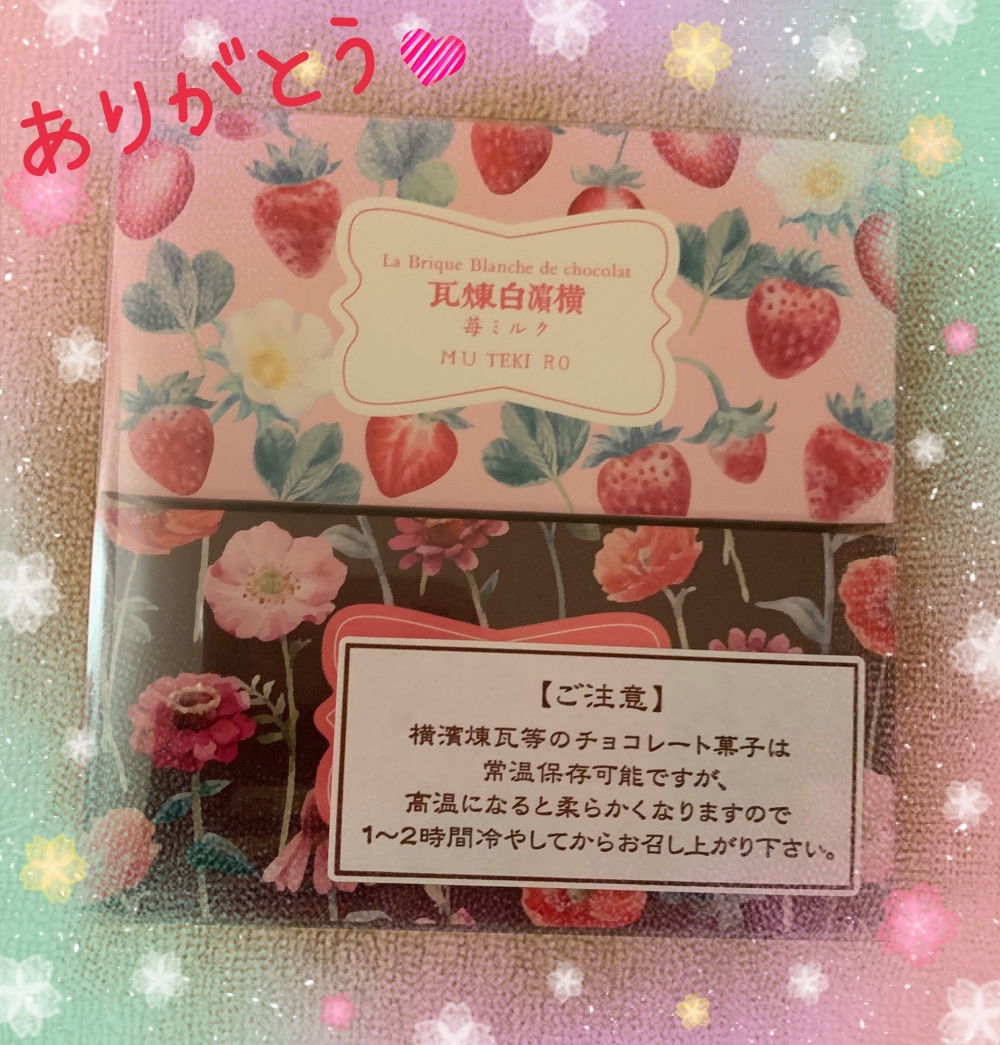 ありがとう
La Brique Blanche de chocolat
瓦煉白濵横
苺ミルク
MU TEKI RO
【ご注意】
横濱煉瓦等のチョコレート菓子は
常温保存可能ですが、
高温になると柔らかくなりますので
1〜2時間冷やしてからお召し上がり下さい。